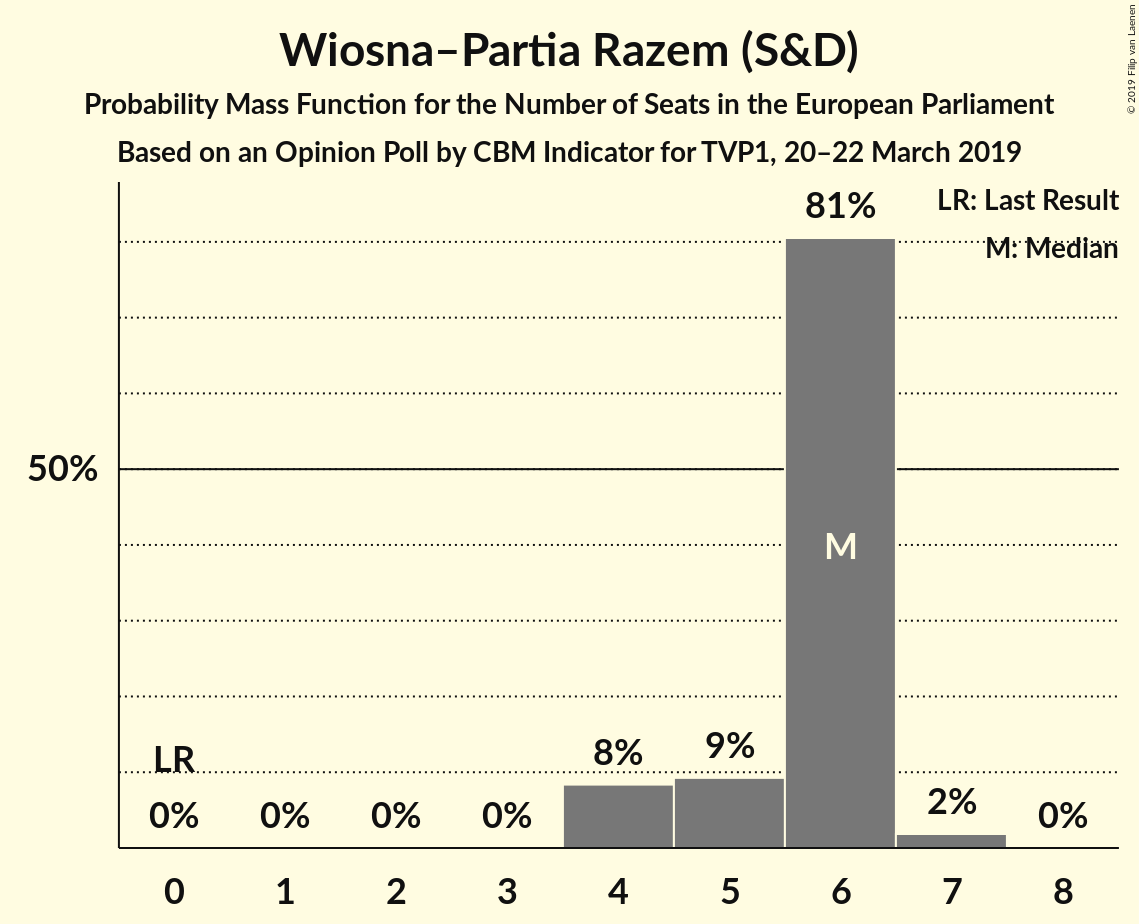 Wiosna–Partia Razem (S&D)
Probability Mass Function for the Number of Seats in the European Parliament
Based on an Opinion Poll by CBM Indicator for TVP1, 20–22 March 2019
© 2019 Filip van Laenen
LR: Last Result
M: Median
81%
50%
M
LR
8%
9%
2%
0%
0%
0%
0%
0%
0 1 2 3 4 5 6 7 8